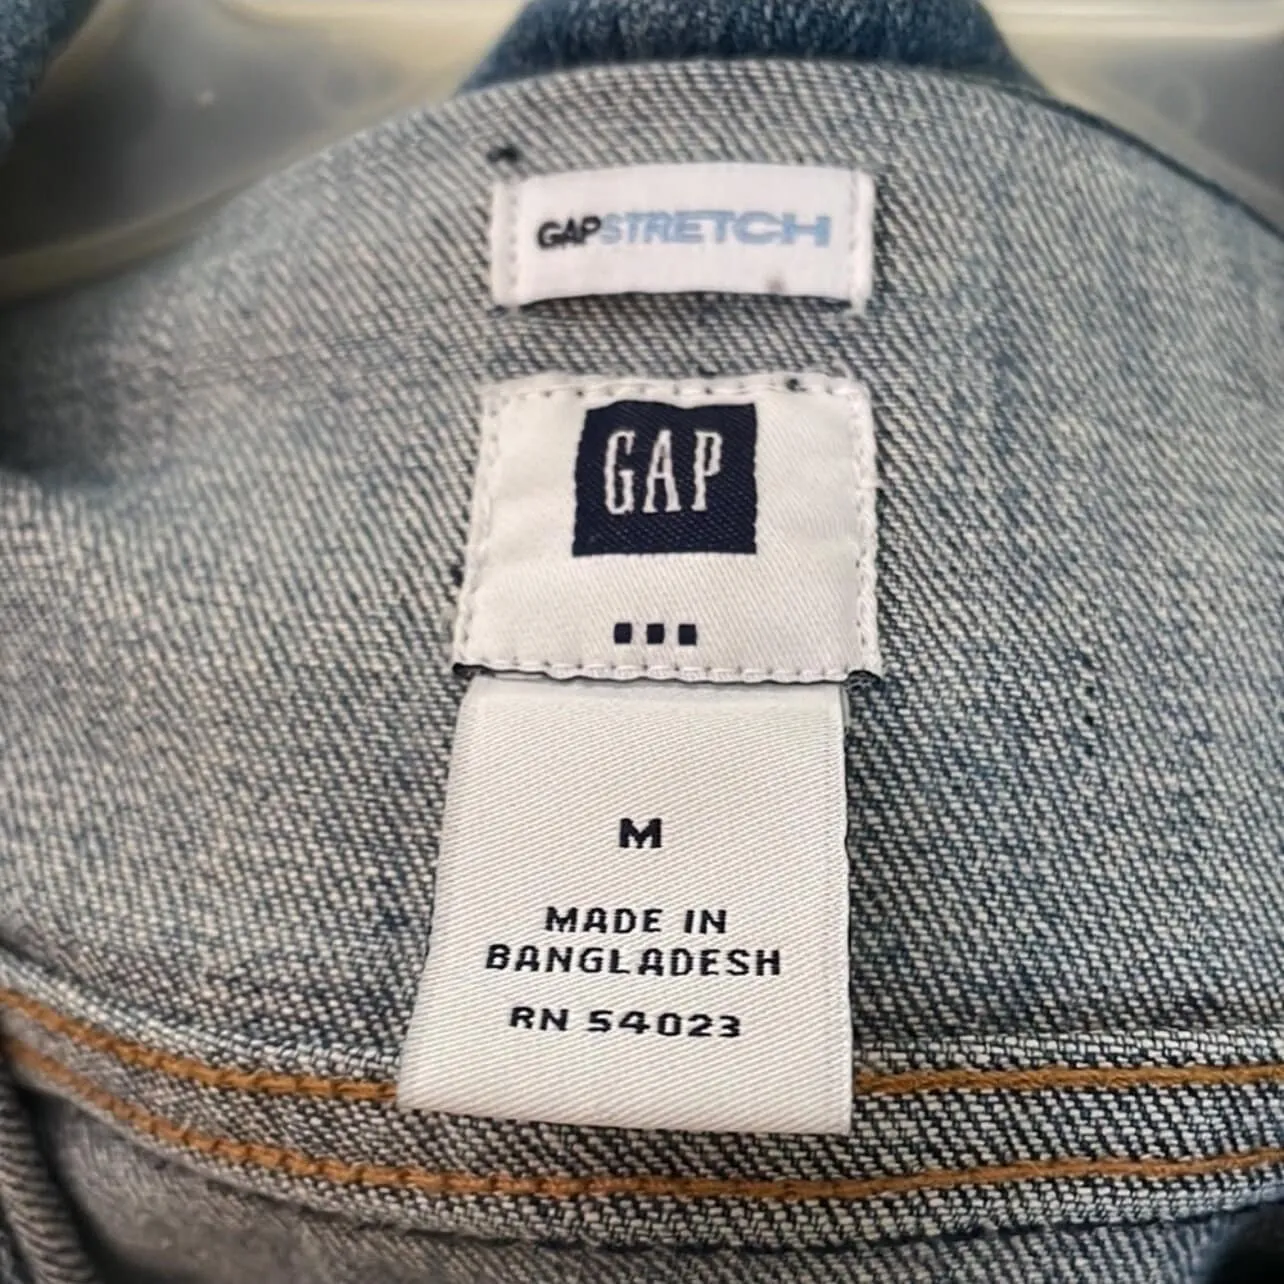 GAPSTRETCH
GAP
M
MADE IN
BANGLADESH
RN 54023